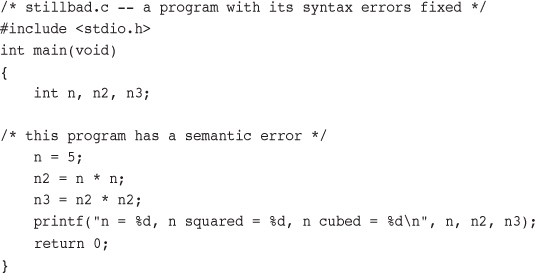 /* stillbad.c -- a program with its syntax errors fixed */
#include <stdio.h>
int main(void)
{
    int n, n2, n3;

/* this program has a semantic error */
    n = 5;
    n2 = n * n;
    n3 = n2 * n2;
    printf("n = %d, n squared = %d, n cubed = %d\n", n, n2, n3);
    return 0;
}